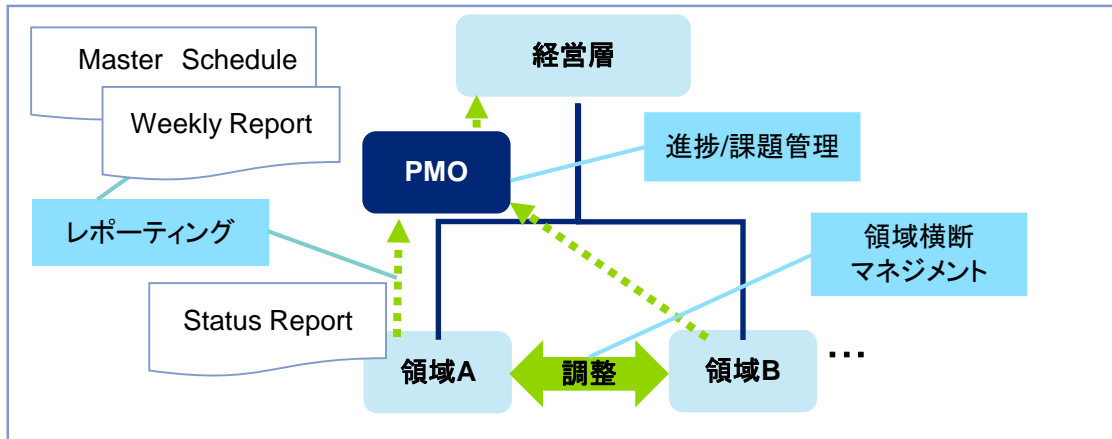 Master Schedule
Weekly Report
経営層
PMO
進捗/課題管理
レポーティング
領域横断
マネジメント
Status Report
領域A
調整
領域B
…